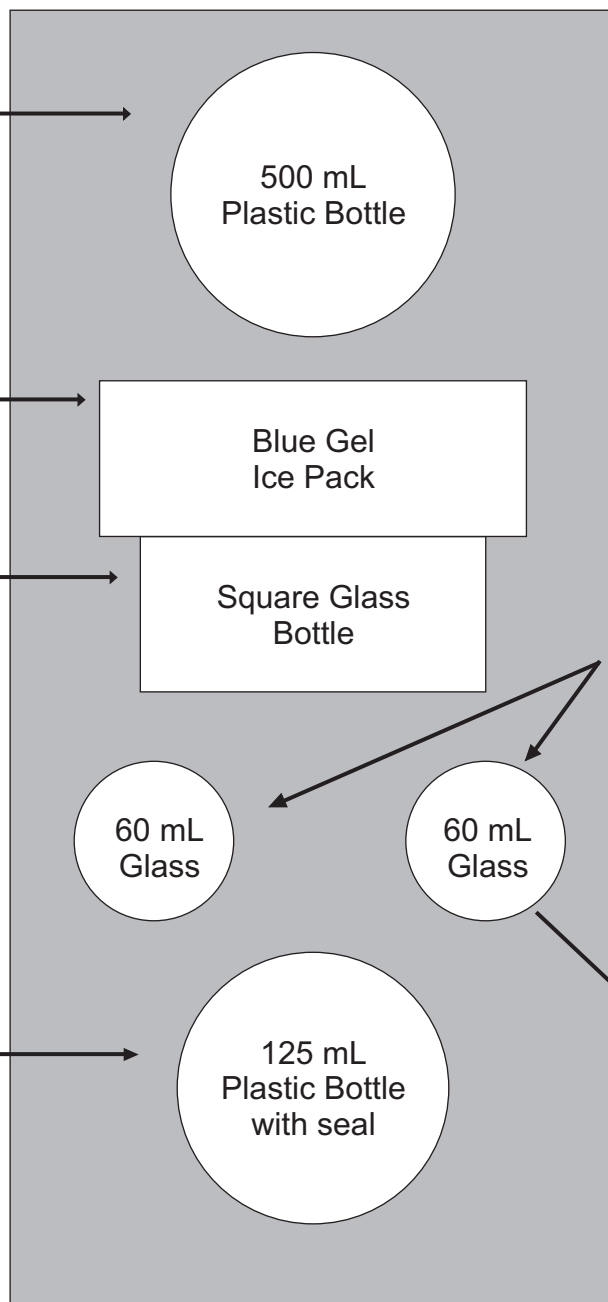 500 mL
Plastic Bottle
Blue Gel
Ice Pack
Square Glass
Bottle
60 mL
Glass
60 mL
Glass
125 mL
Plastic Bottle
with seal